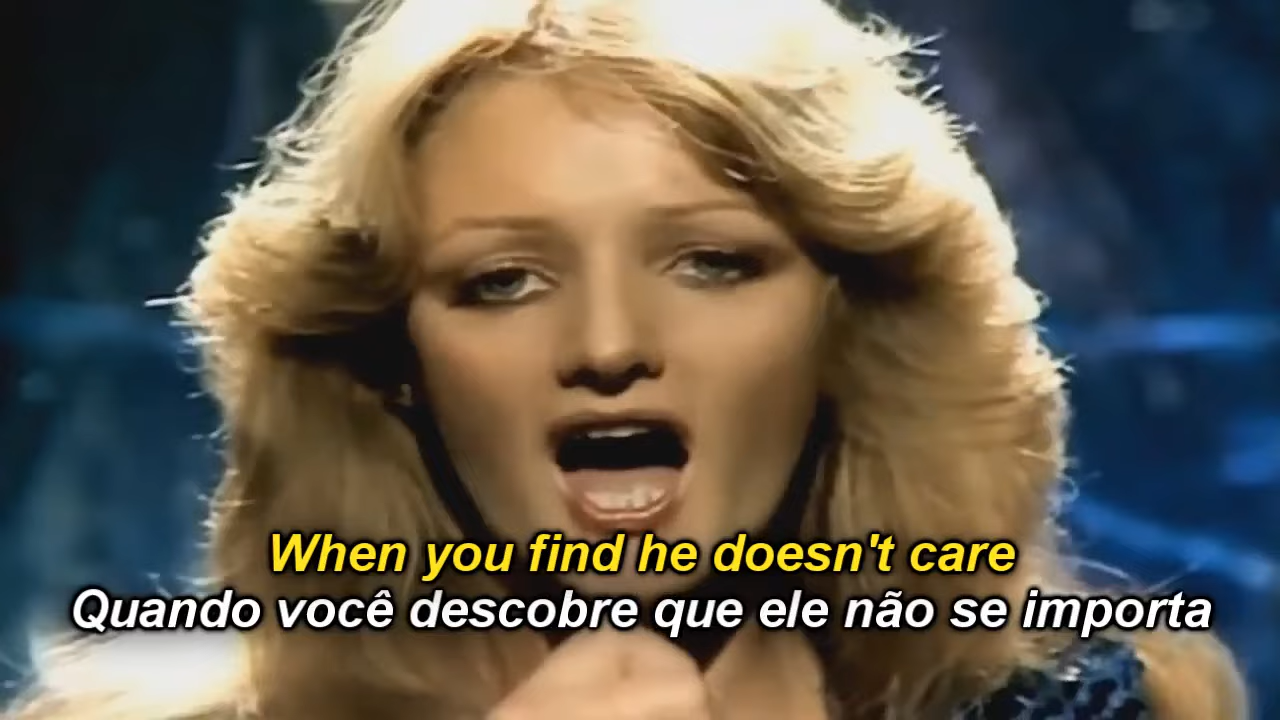 When you find he doesn't care
Quando você descobre que ele não se importa